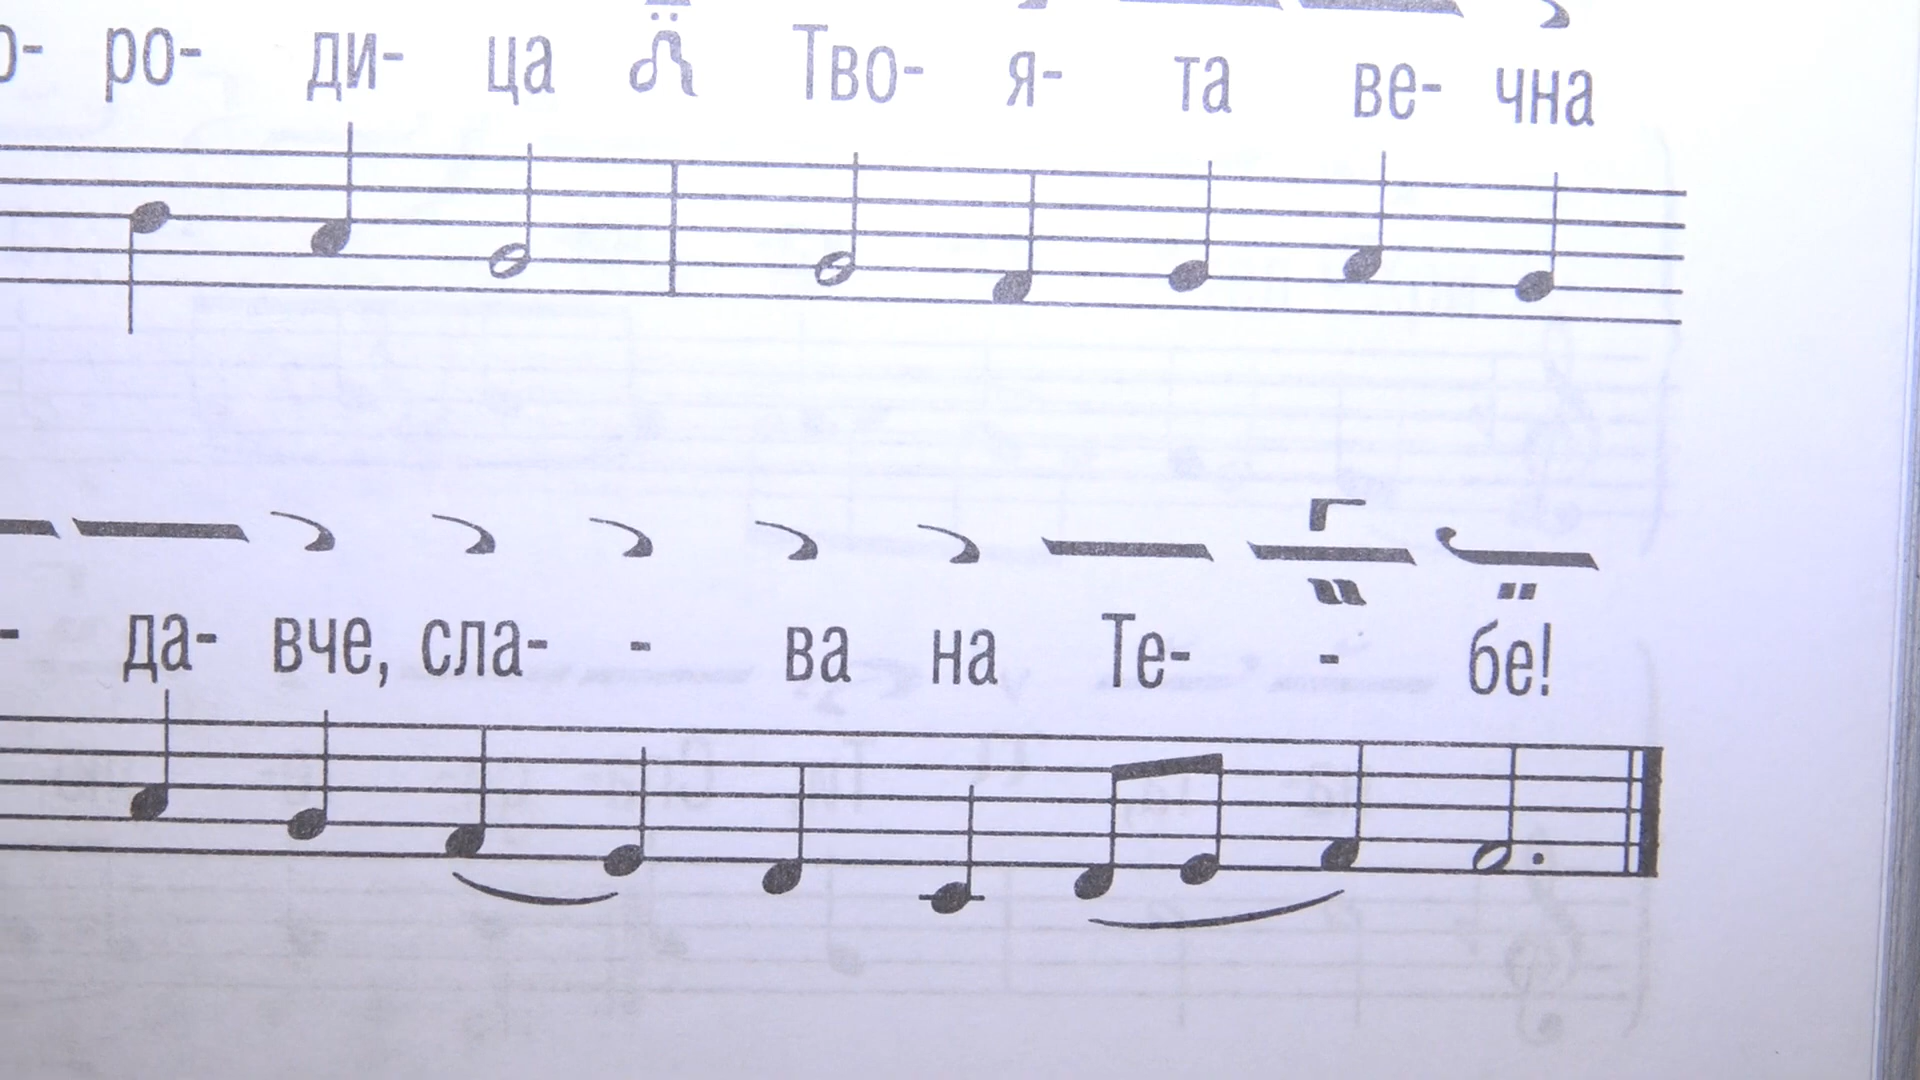 ро- ди- ца Тво- я- та ве- чна
- да- вче, сла- - ва на Те- - бе!